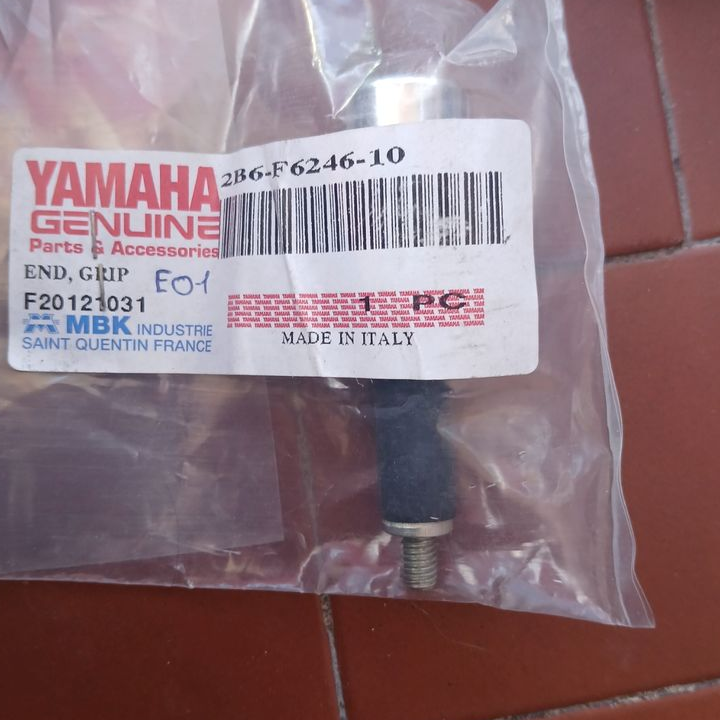 YAMAHA
GENUINE
Parts & Accessories
2B6-F6246-10
END, GRIP E01
F20121031
1 PC
MBK INDUSTRIE
SAINT QUENTIN FRANCE
MADE IN ITALY